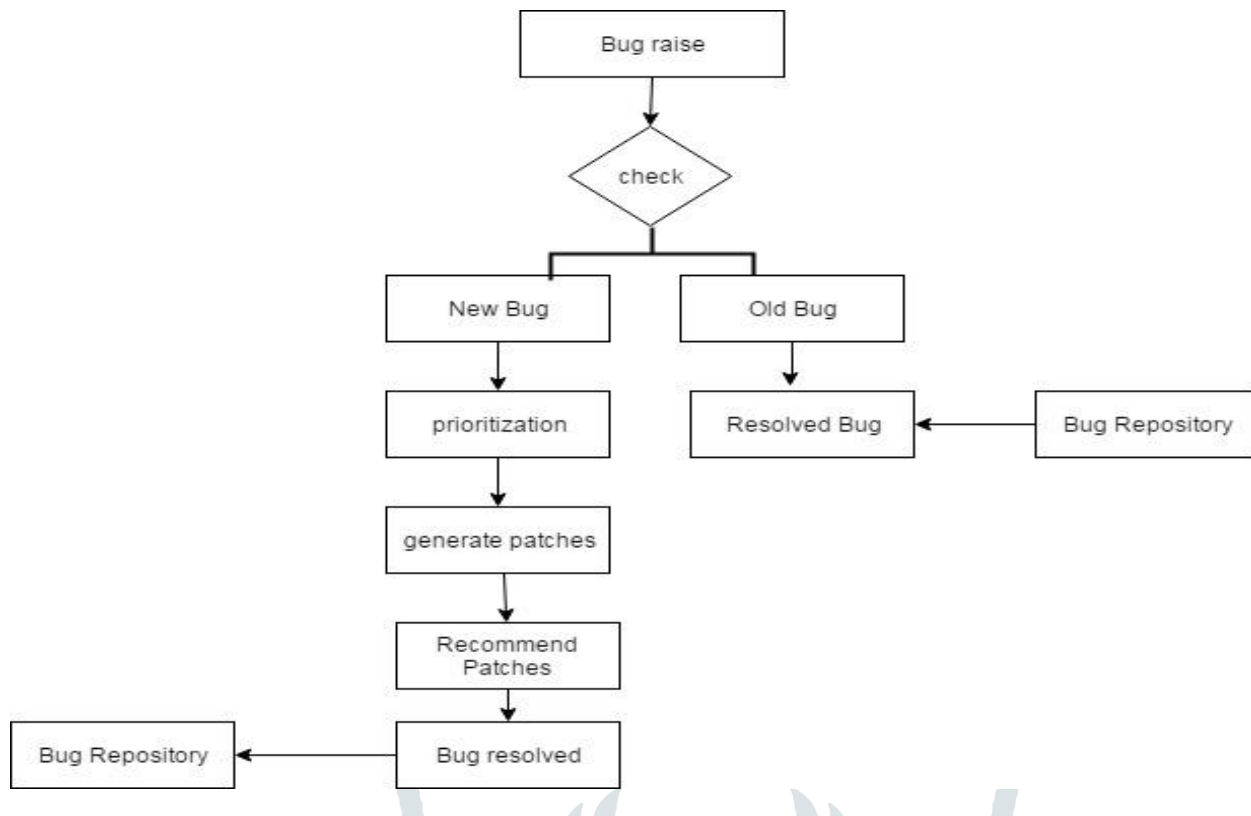 Bug raise
check
New Bug
Old Bug
prioritization
Resolved Bug
Bug Repository
generate patches
Recommend
Patches
Bug Repository
Bug resolved